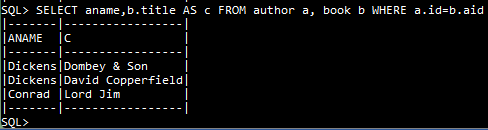 SQL> SELECT aname,b.title AS c FROM author a, book b WHERE a.id=b.aid
|-------|-----------------|
|ANAME  |C                |
|-------|-----------------|
|Dickens|Dombey & Son     |
|Dickens|David Copperfield|
|Conrad |Lord Jim         |
|-------|-----------------|
SQL>